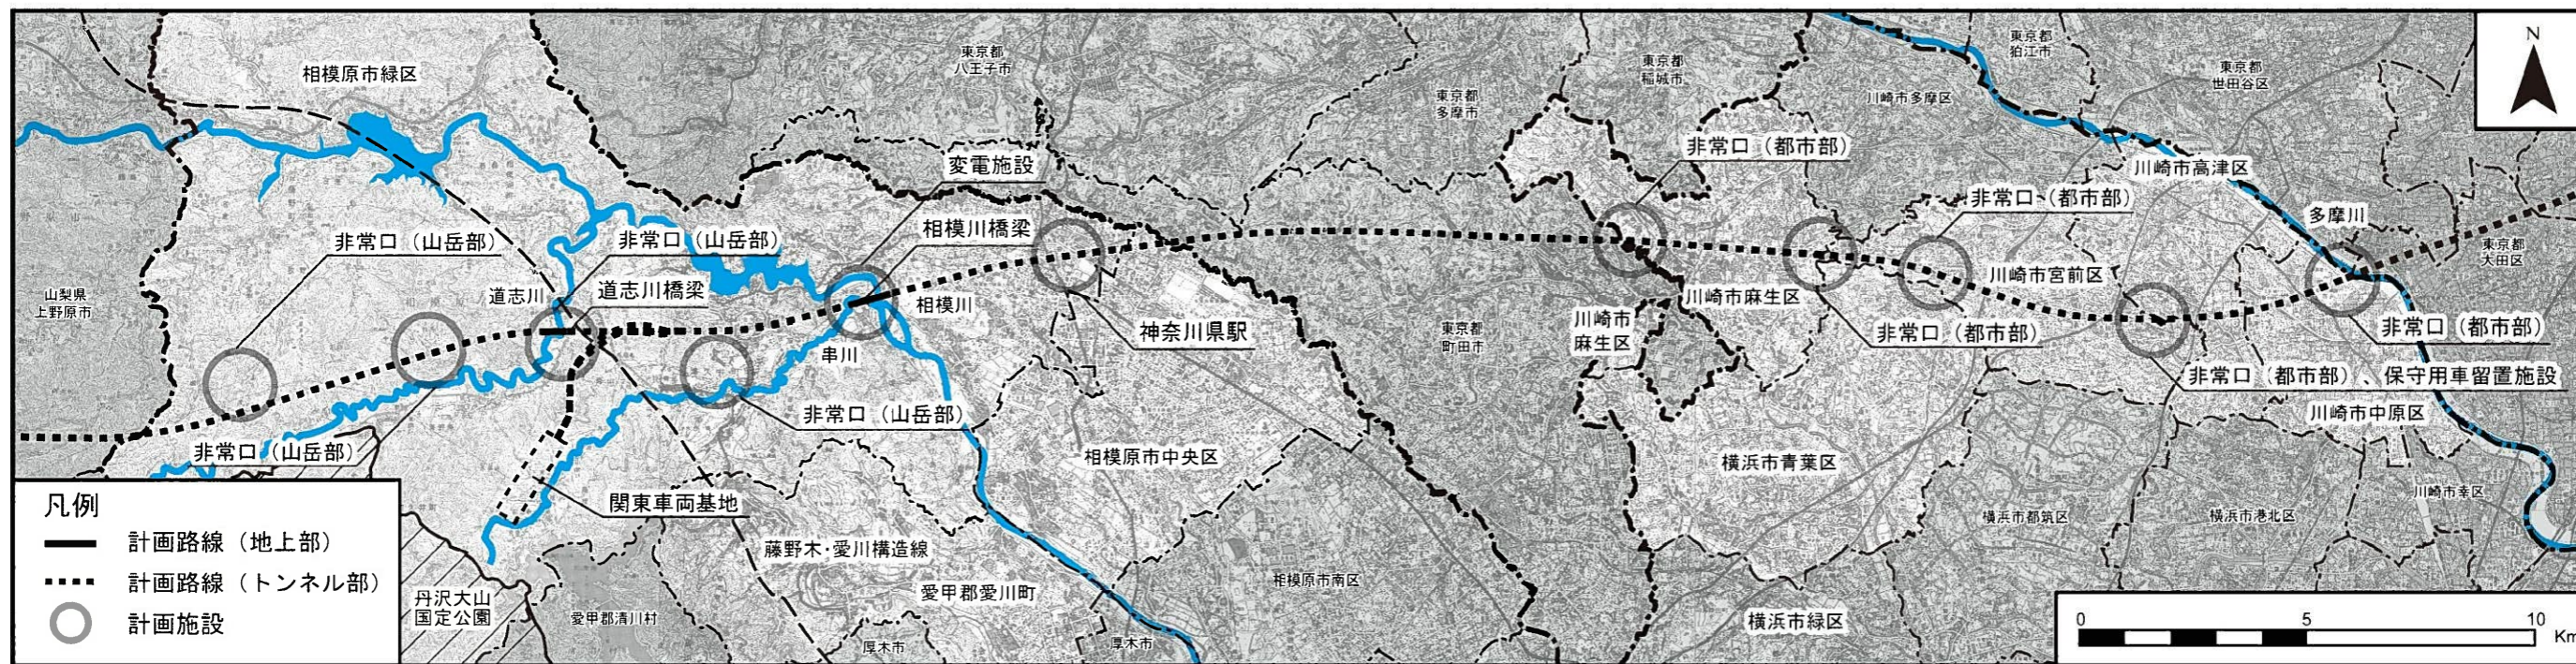 相模原市緑区
東京都
八王子市
東京都
多摩市
東京都
稲城市
川崎市多摩区
東京都
狛江市
東京都
世田谷区
N
変電施設
相模川橋梁
非常口（都市部）
非常口（都市部）
川崎市高津区
多摩川
東京都
大田区
非常口（山岳部）
非常口（山岳部）
道志川
道志川橋梁
山梨県
上野原市
相模川
串川
神奈川県駅
東京都
町田市
川崎市
麻生区
川崎市麻生区
川崎市宮前区
非常口（都市部）
非常口（都市部）
非常口（都市部）、保守用車留置施設
川崎市中原区
非常口（山岳部）
非常口（山岳部）
相模原市中央区
横浜市青葉区
関東車両基地
藤野木・愛川構造線
愛甲郡愛川町
相模原市南区
横浜市都筑区
横浜市港北区
川崎市幸区
丹沢大山
国定公園
愛甲郡清川村
厚木市
厚木市
横浜市緑区
凡例
計画路線（地上部）
計画路線（トンネル部）
計画施設
0 5 10
Km